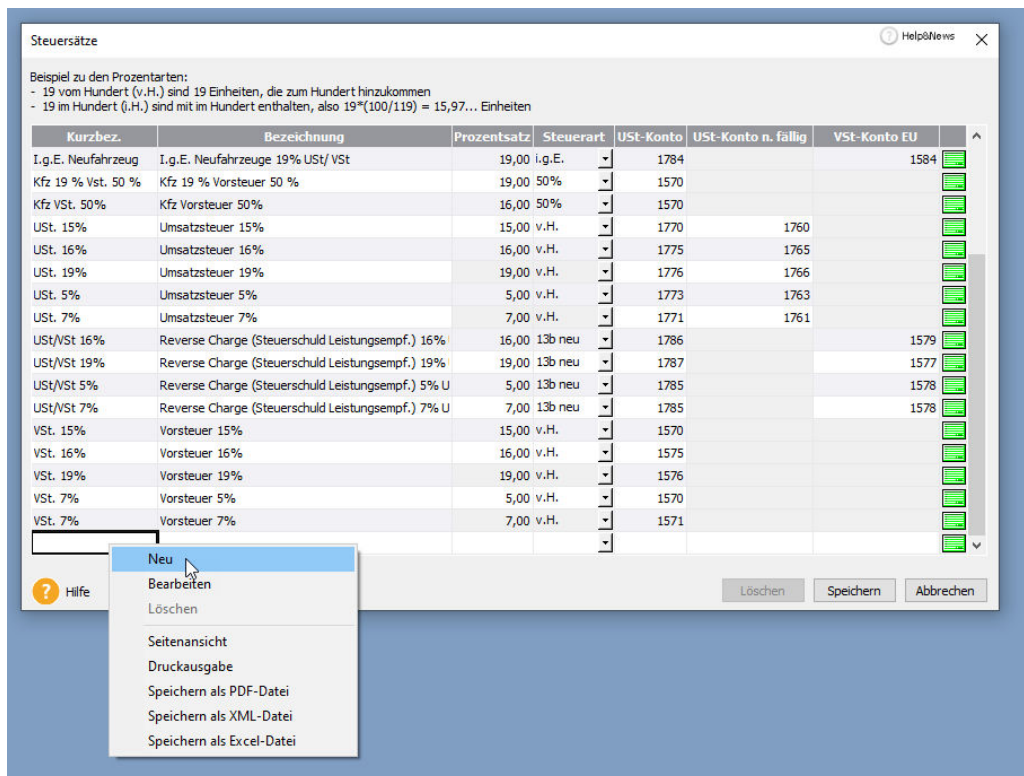 Steuersätze
? Help&News
Beispiel zu den Prozentarten:
- 19 vom Hundert (v.H.) sind 19 Einheiten, die zum Hundert hinzukommen
- 19 im Hundert (i.H.) sind mit im Hundert enthalten, also 19*(100/119) = 15,97... Einheiten
Kurzbez. Bezeichnung Prozentsatz Steuerart USt-Konto USt-Konto n. fällig VSt-Konto EU
I.g.E. Neufahrzeug I.g.E. Neufahrzeuge 19% USt/ VSt 19,00 i.g.E. 1784 1584
Kfz 19 % Vst. 50 % Kfz 19 % Vorsteuer 50 % 19,00 50% 1570
Kfz VSt. 50% Kfz Vorsteuer 50% 16,00 50% 1570
USt. 15% Umsatzsteuer 15% 15,00 v.H. 1770 1760
USt. 16% Umsatzsteuer 16% 16,00 v.H. 1775 1765
USt. 19% Umsatzsteuer 19% 19,00 v.H. 1776 1766
USt. 5% Umsatzsteuer 5% 5,00 v.H. 1773 1763
USt. 7% Umsatzsteuer 7% 7,00 v.H. 1771 1761
USt/VSt 16% Reverse Charge (Steuerschuld Leistungsempf.) 16% 16,00 13b neu 1786 1579
USt/VSt 19% Reverse Charge (Steuerschuld Leistungsempf.) 19% 19,00 13b neu 1787 1577
USt/VSt 5% Reverse Charge (Steuerschuld Leistungsempf.) 5% U 5,00 13b neu 1785 1578
USt/VSt 7% Reverse Charge (Steuerschuld Leistungsempf.) 7% U 7,00 13b neu 1785 1578
VSt. 15% Vorsteuer 15% 15,00 v.H. 1570
VSt. 16% Vorsteuer 16% 16,00 v.H. 1575
VSt. 19% Vorsteuer 19% 19,00 v.H. 1576
VSt. 7% Vorsteuer 5% 5,00 v.H. 1570
VSt. 7% Vorsteuer 7% 7,00 v.H. 1571
? Hilfe
Löschen Speichern Abbrechen
Neu
Bearbeiten
Löschen
Seitenansicht
Druckausgabe
Speichern als PDF-Datei
Speichern als XML-Datei
Speichern als Excel-Datei